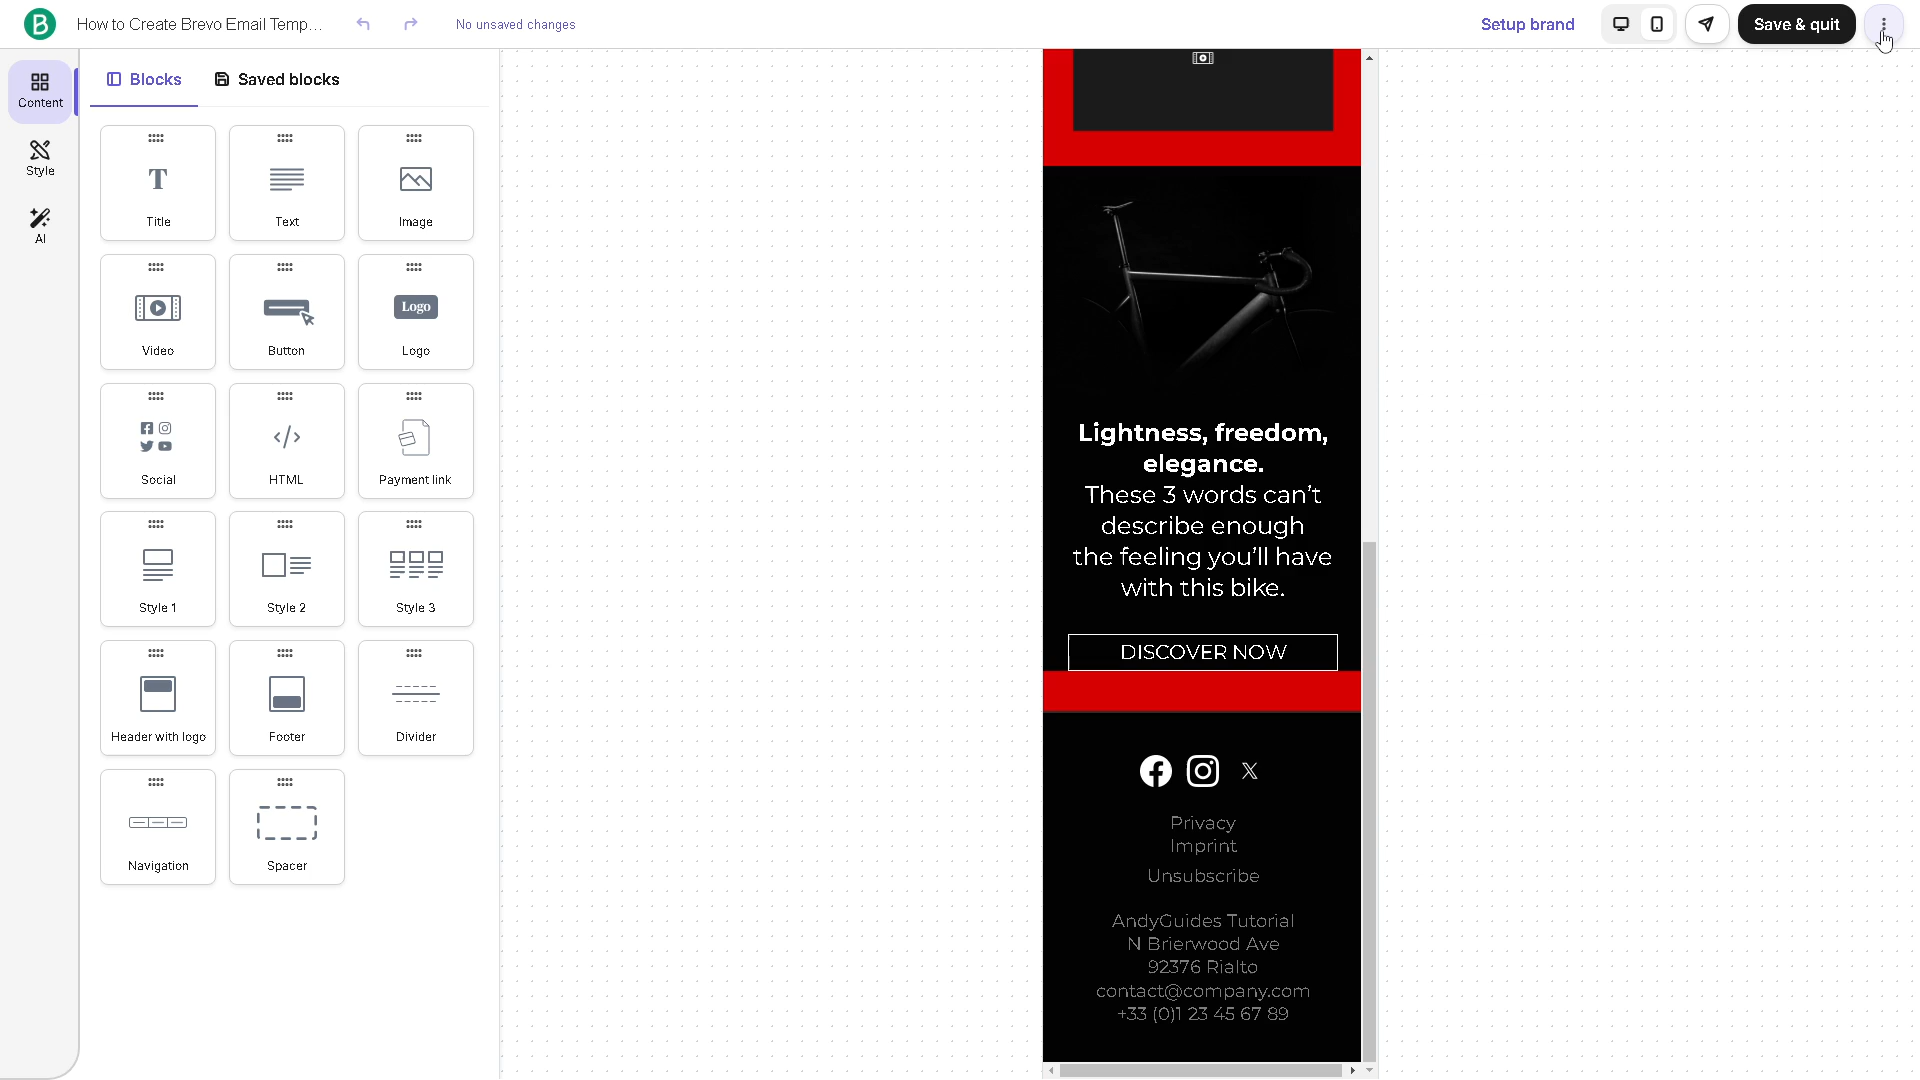 B How to Create Brevo Email Temp... No unsaved changes Setup brand Save & quit
Content
Style
AI
Blocks Saved blocks
T
Title Text Image
Logo
Video Button Logo
Social HTML Payment link
Style 1 Style 2 Style 3
Header with logo Footer Divider
Navigation Spacer
Lightness, freedom,
elegance.
These 3 words can’t
describe enough
the feeling you’ll have
with this bike.
DISCOVER NOW
Privacy
Imprint
Unsubscribe
AndyGuides Tutorial
N Brierwood Ave
92376 Rialto
contact@company.com
+33 (0)1 23 45 67 89